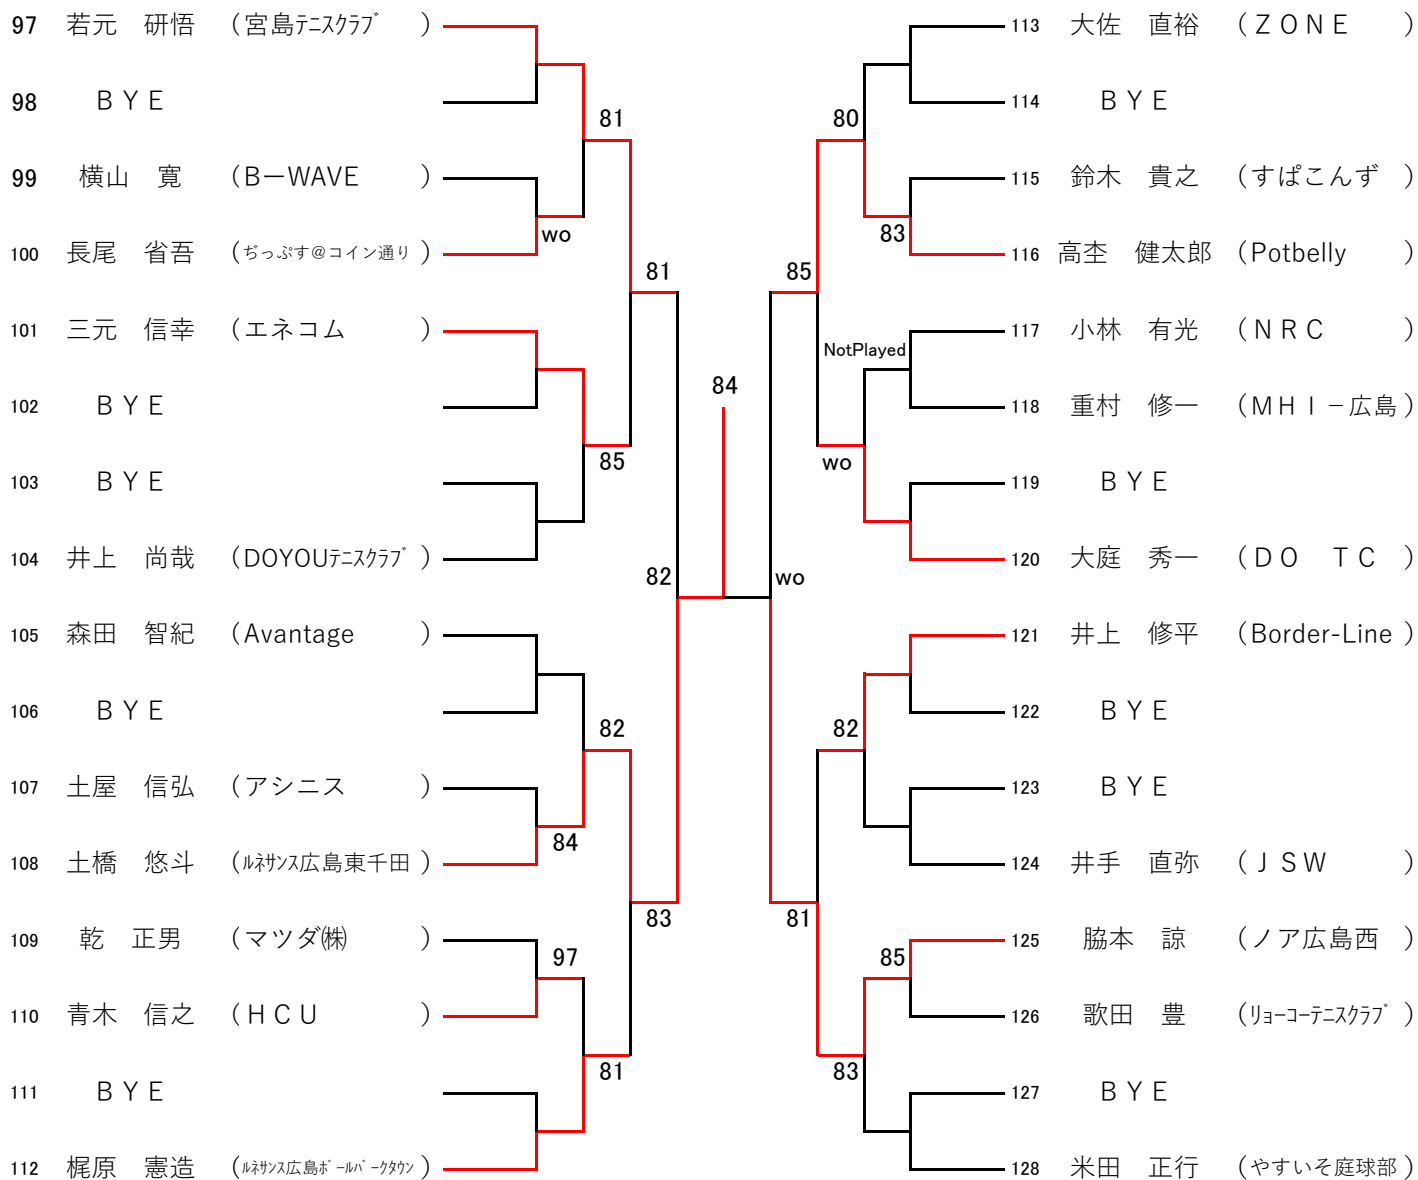 97 若元 研悟 (宮島ﾃﾆｽｸﾗﾌﾞ )
98 ＢＹＥ
81
99 横山 寛 (BーWAVE )
wo
100 長尾 省吾 (ぢっぷす@コイン通り )
81
101 三元 信幸 (エネコム )
102 ＢＹＥ
85
103 ＢＹＥ
104 井上 尚哉 (DOYOUﾃﾆｽｸﾗﾌﾞ )
82
105 森田 智紀 (Avantage )
106 ＢＹＥ
82
107 土屋 信弘 (アシニス )
84
108 土橋 悠斗 (ﾙﾈｻﾝｽ広島東千田 )
83
109 乾 正男 (マツダ㈱ )
97
110 青木 信之 (ＨＣＵ )
81
111 ＢＹＥ
112 梶原 憲造 (ﾙﾈｻﾝｽ広島ﾎﾞｰﾙﾊﾟｰｸﾀｳﾝ )
84
113 大佐 直裕 (ＺＯＮＥ )
114 ＢＹＥ
80
115 鈴木 貴之 (すぱこんず )
83
116 高杢 健太郎 (Potbelly )
85
117 小林 有光 (ＮＲＣ )
NotPlayed
118 重村 修一 (ＭＨＩ－広島 )
wo
119 ＢＹＥ
120 大庭 秀一 (ＤＯ ＴＣ )
wo
121 井上 修平 (Border-Line )
122 ＢＹＥ
82
123 ＢＹＥ
124 井手 直弥 (ＪＳＷ )
81
125 脇本 諒 (ノア広島西 )
85
126 歌田 豊 (ﾘｮｰｺｰﾃﾆｽｸﾗﾌﾞ )
83
127 ＢＹＥ
128 米田 正行 (やすいそ庭球部 )